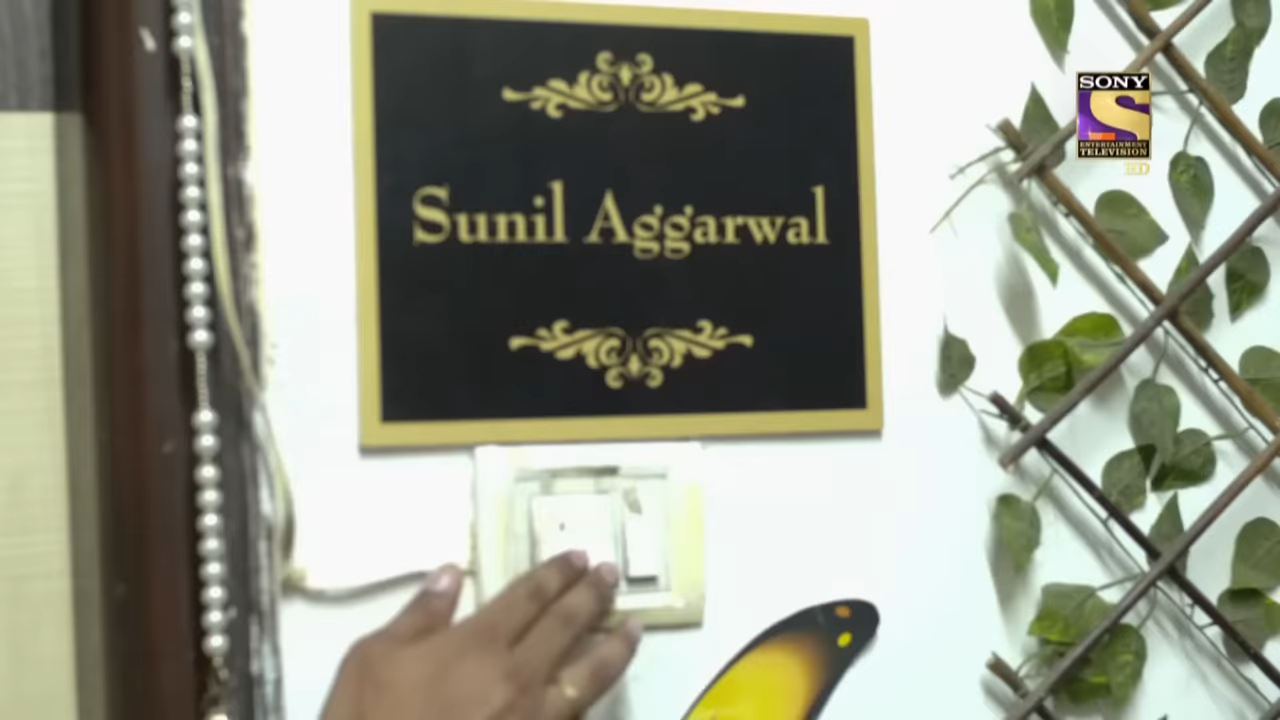 Sunil Aggarwal
SONY
ENTERTAINMENT
TELEVISION
HD